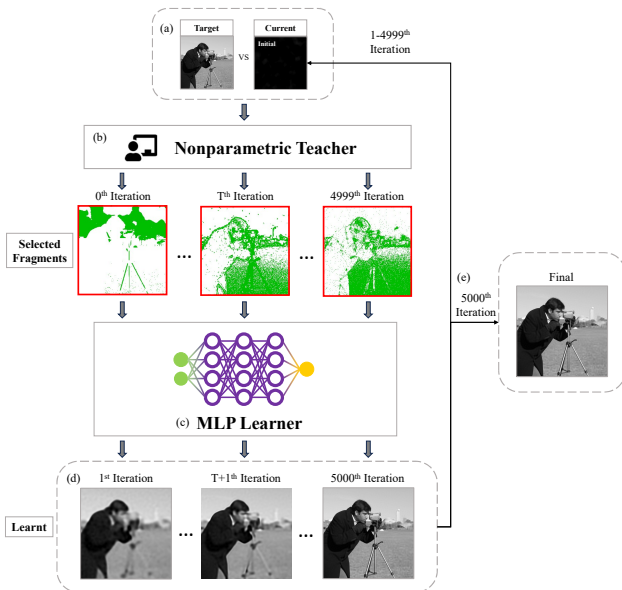 (a)
Target
Current
VS
Initial
1-4999th
Iteration
(b)
Nonparametric Teacher
0th Iteration
Tth Iteration
4999th Iteration
Selected
Fragments
...
...
(e)
5000th
Iteration
Final
(c) MLP Learner
(d)
1st Iteration
T+1th Iteration
5000th Iteration
Learnt
...
...